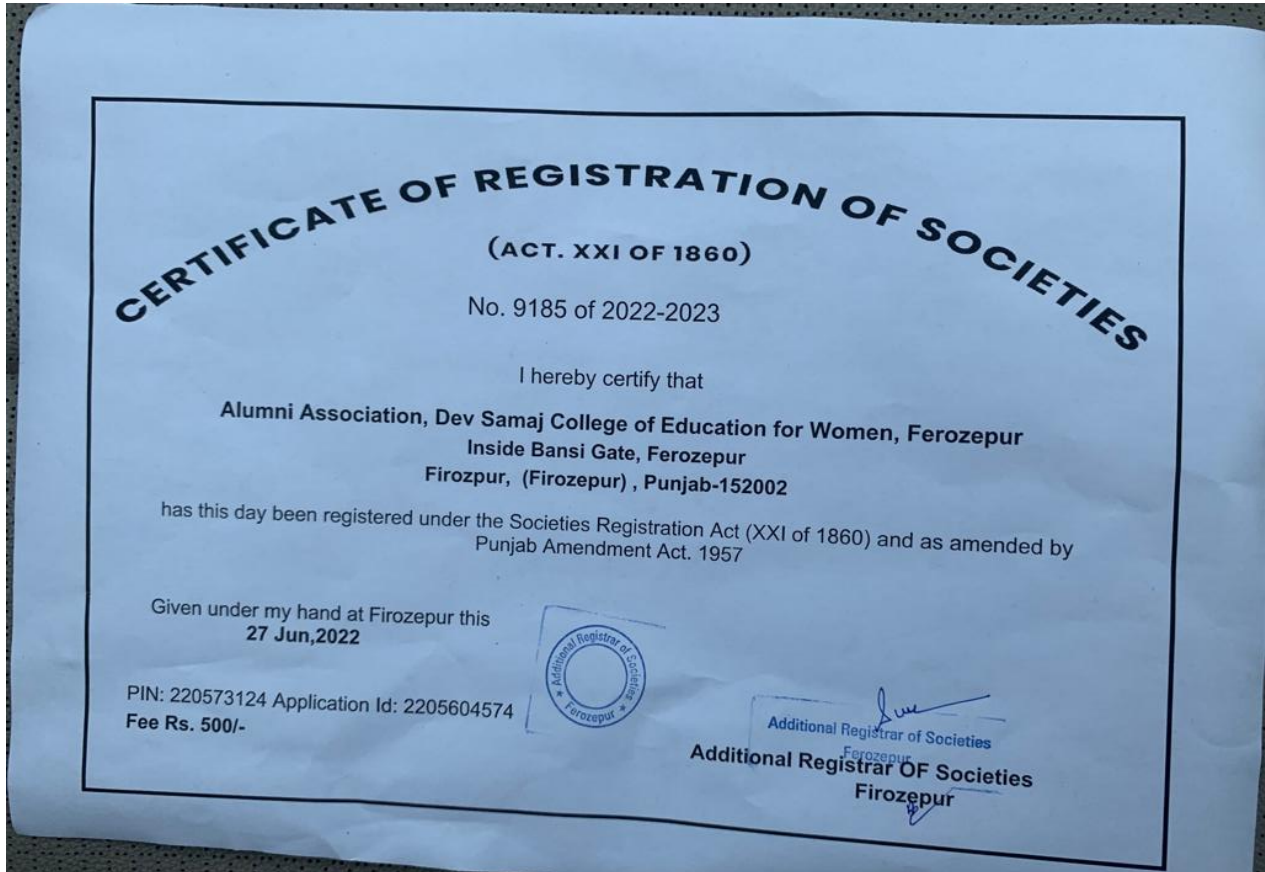 CERTIFICATE OF REGISTRATION OF SOCIETIES
(ACT. XXI OF 1860)
No. 9185 of 2022-2023
I hereby certify that
Alumni Association, Dev Samaj College of Education for Women, Ferozepur
Inside Bansi Gate, Ferozepur
Firozpur, (Firozepur) , Punjab-152002
has this day been registered under the Societies Registration Act (XXI of 1860) and as amended by
Punjab Amendment Act. 1957
Given under my hand at Firozepur this
27 Jun,2022
Additional Registrar of Societies
Ferozepur
PIN: 220573124 Application Id: 2205604574
Fee Rs. 500/-
Additional Registrar of Societies
Ferozepur
Additional Registrar OF Societies
Firozepur